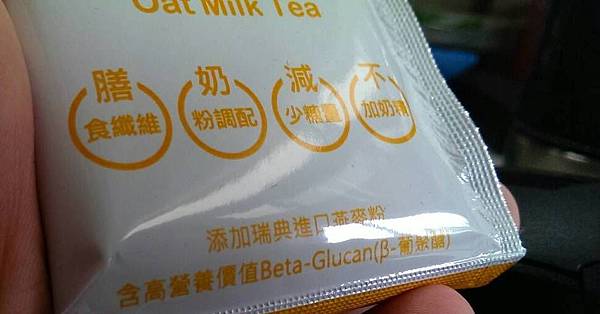 Oat Milk Tea
膳 奶 減 不
食纖維 粉調配 少糖量 加奶精
添加瑞典進口燕麥粉
含高營養價值Beta-Glucan(β-葡聚醣)